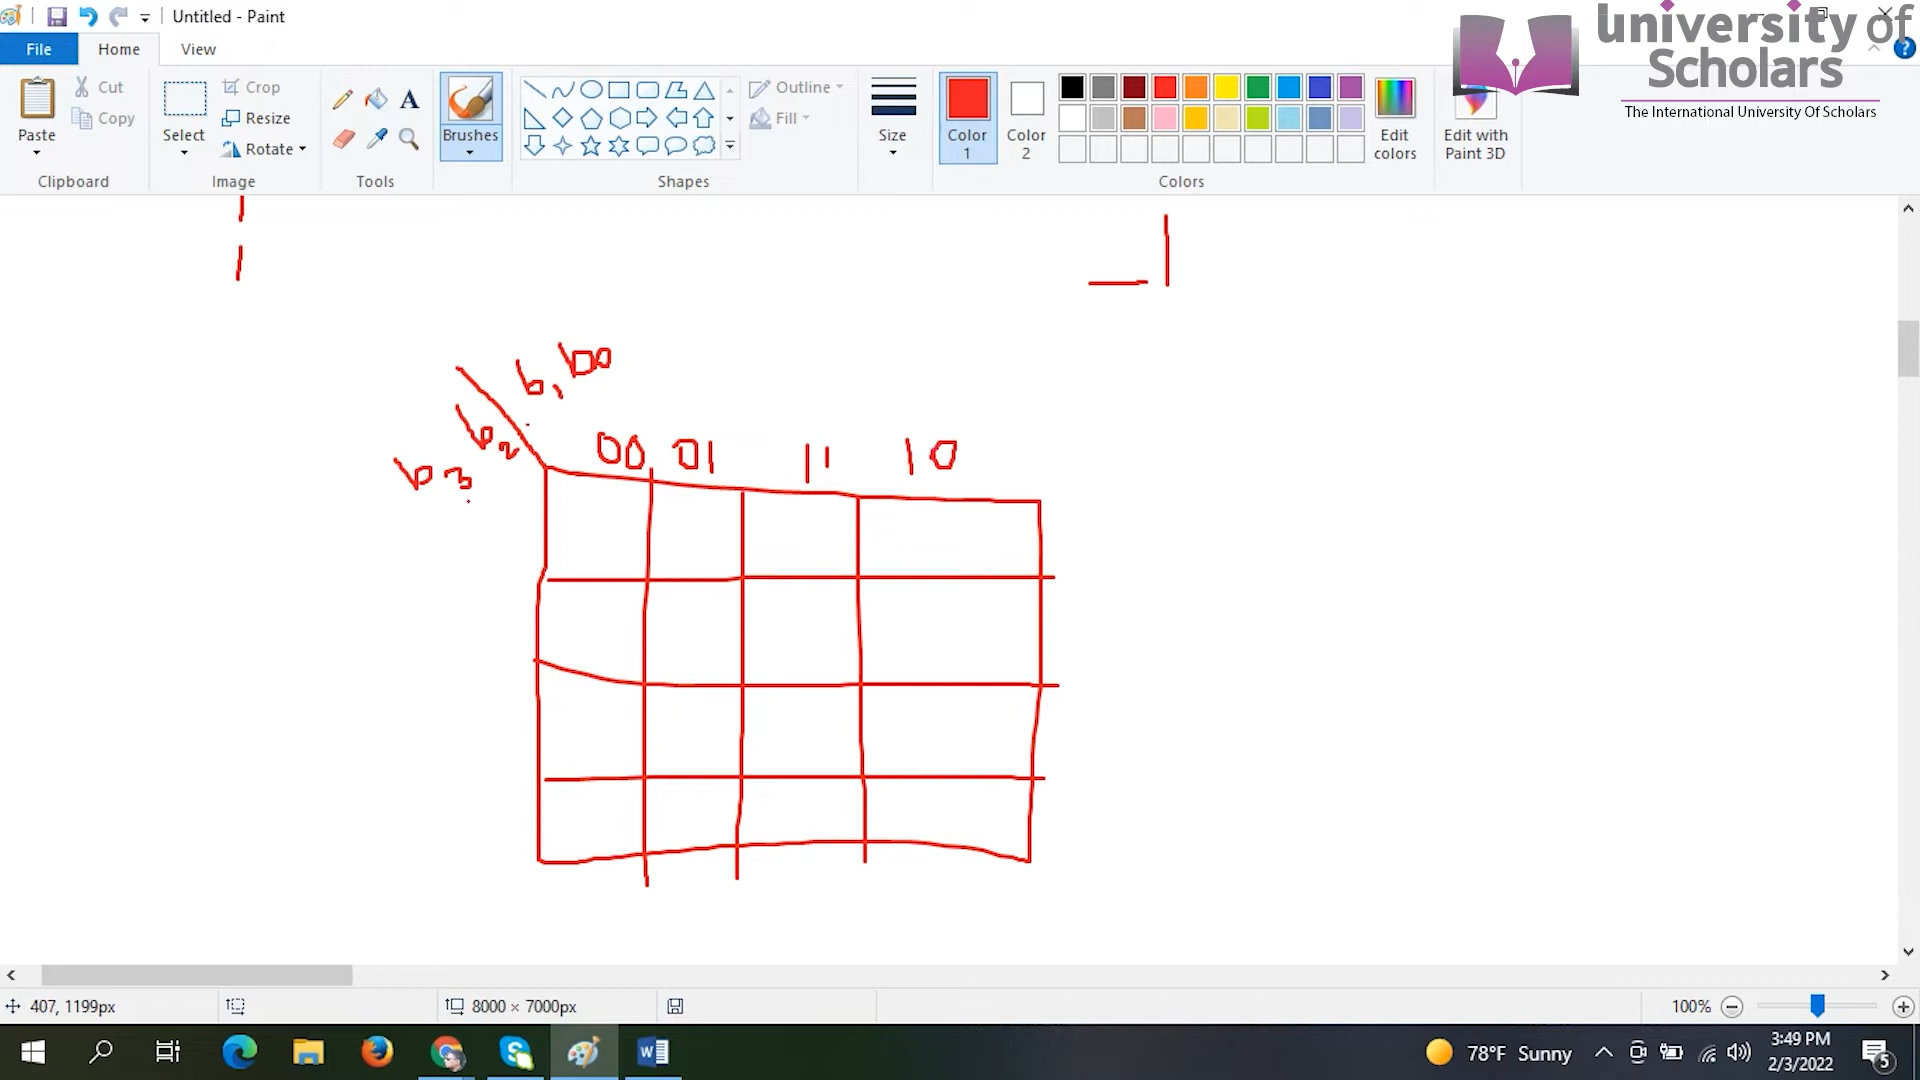 Untitled - Paint
File
Home
View
Paste
Cut
Copy
Clipboard
Select
Crop
Resize
Rotate
Image
Tools
Brushes
Shapes
Outline
Fill
Size
Color 1
Color 2
Edit colors
Edit with Paint 3D
Colors
university of
Scholars
The International University Of Scholars
b1 b0
b3 b2
00 01 11 10
407, 1199px
8000 × 7000px
100%
78°F Sunny
3:49 PM
2/3/2022
5